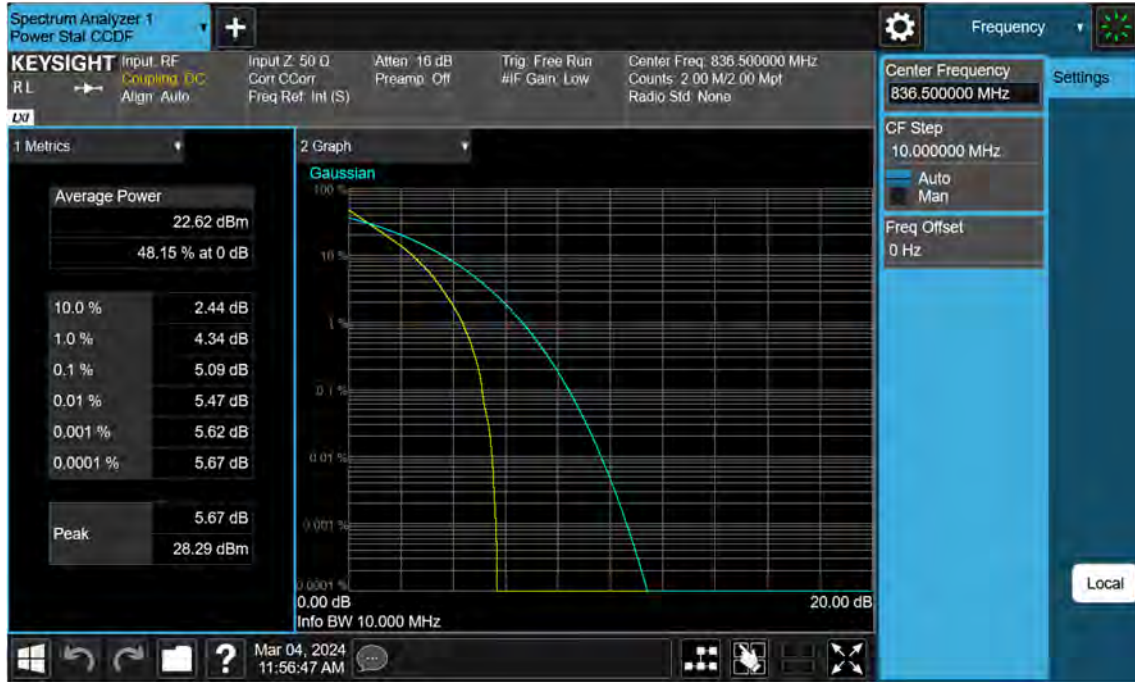 Spectrum Analyzer 1
Power Stat CCDF
+
Frequency
KEYSIGHT
RL
LXI
Input: RF
Coupling: DC
Align: Auto
Input Z: 50 Ω
Corr CCorr
Freq Ref: Int (S)
Atten: 16 dB
Preamp: Off
Trig: Free Run
#IF Gain: Low
Center Freq: 836.500000 MHz
Counts: 2.00 M/2.00 Mpt
Radio Std: None
Center Frequency
836.500000 MHz
Settings
CF Step
10.000000 MHz
Auto
Man
Freq Offset
0 Hz
Local
1 Metrics
Average Power
22.62 dBm
48.15 % at 0 dB
10.0 % 2.44 dB
1.0 % 4.34 dB
0.1 % 5.09 dB
0.01 % 5.47 dB
0.001 % 5.62 dB
0.0001 % 5.67 dB
Peak
5.67 dB
28.29 dBm
2 Graph
Gaussian
100 %
10 %
1 %
0.1 %
0.01 %
0.001 %
0.0001 %
0.00 dB 20.00 dB
Info BW 10.000 MHz
?
Mar 04, 2024
11:56:47 AM